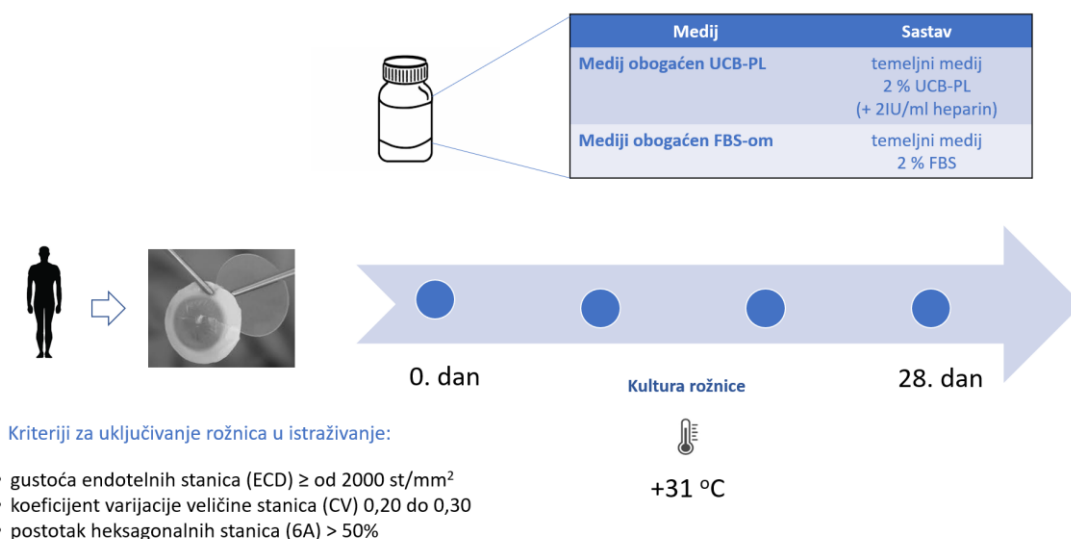 Medij Sastav
Medij obogaćen UCB-PL temeljni medij
2 % UCB-PL
(+ 2IU/ml heparin)
Mediji obogaćen FBS-om temeljni medij
2 % FBS
0. dan
28. dan
Kultura rožnice
+31 °C
Kriteriji za uključivanje rožnica u istraživanje:
• gustoća endotelnih stanica (ECD) ≥ od 2000 st/mm²
• koeficijent varijacije veličine stanica (CV) 0,20 do 0,30
• postotak heksagonalnih stanica (6A) > 50%